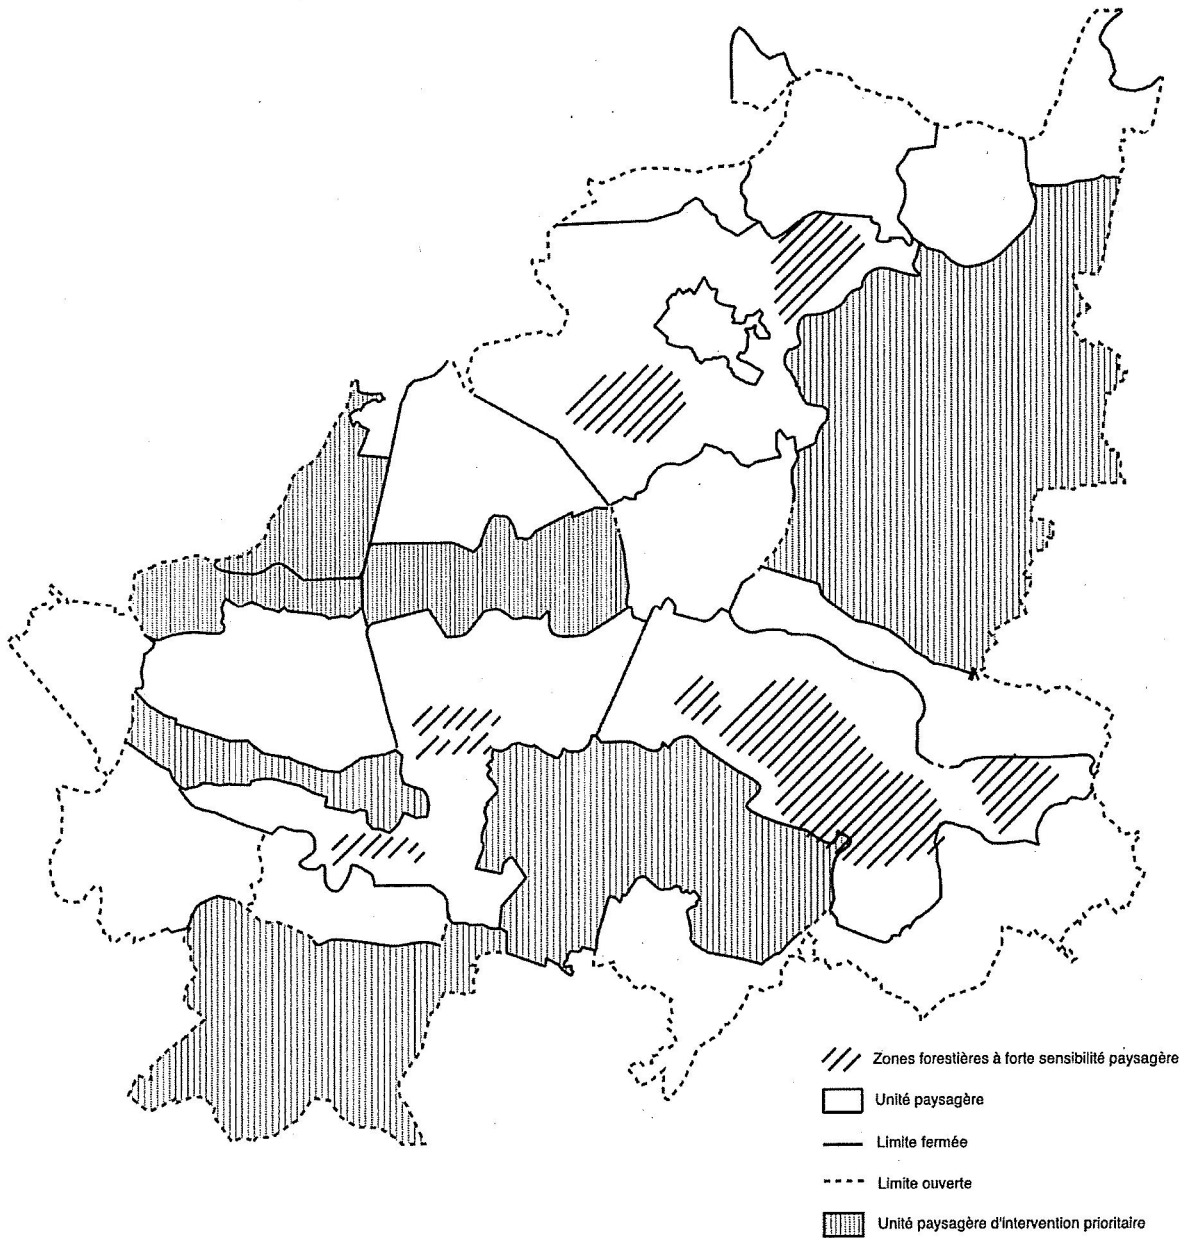 Zones forestières à forte sensibilité paysagère
Unité paysagère
Limite fermée
Limite ouverte
Unité paysagère d'intervention prioritaire